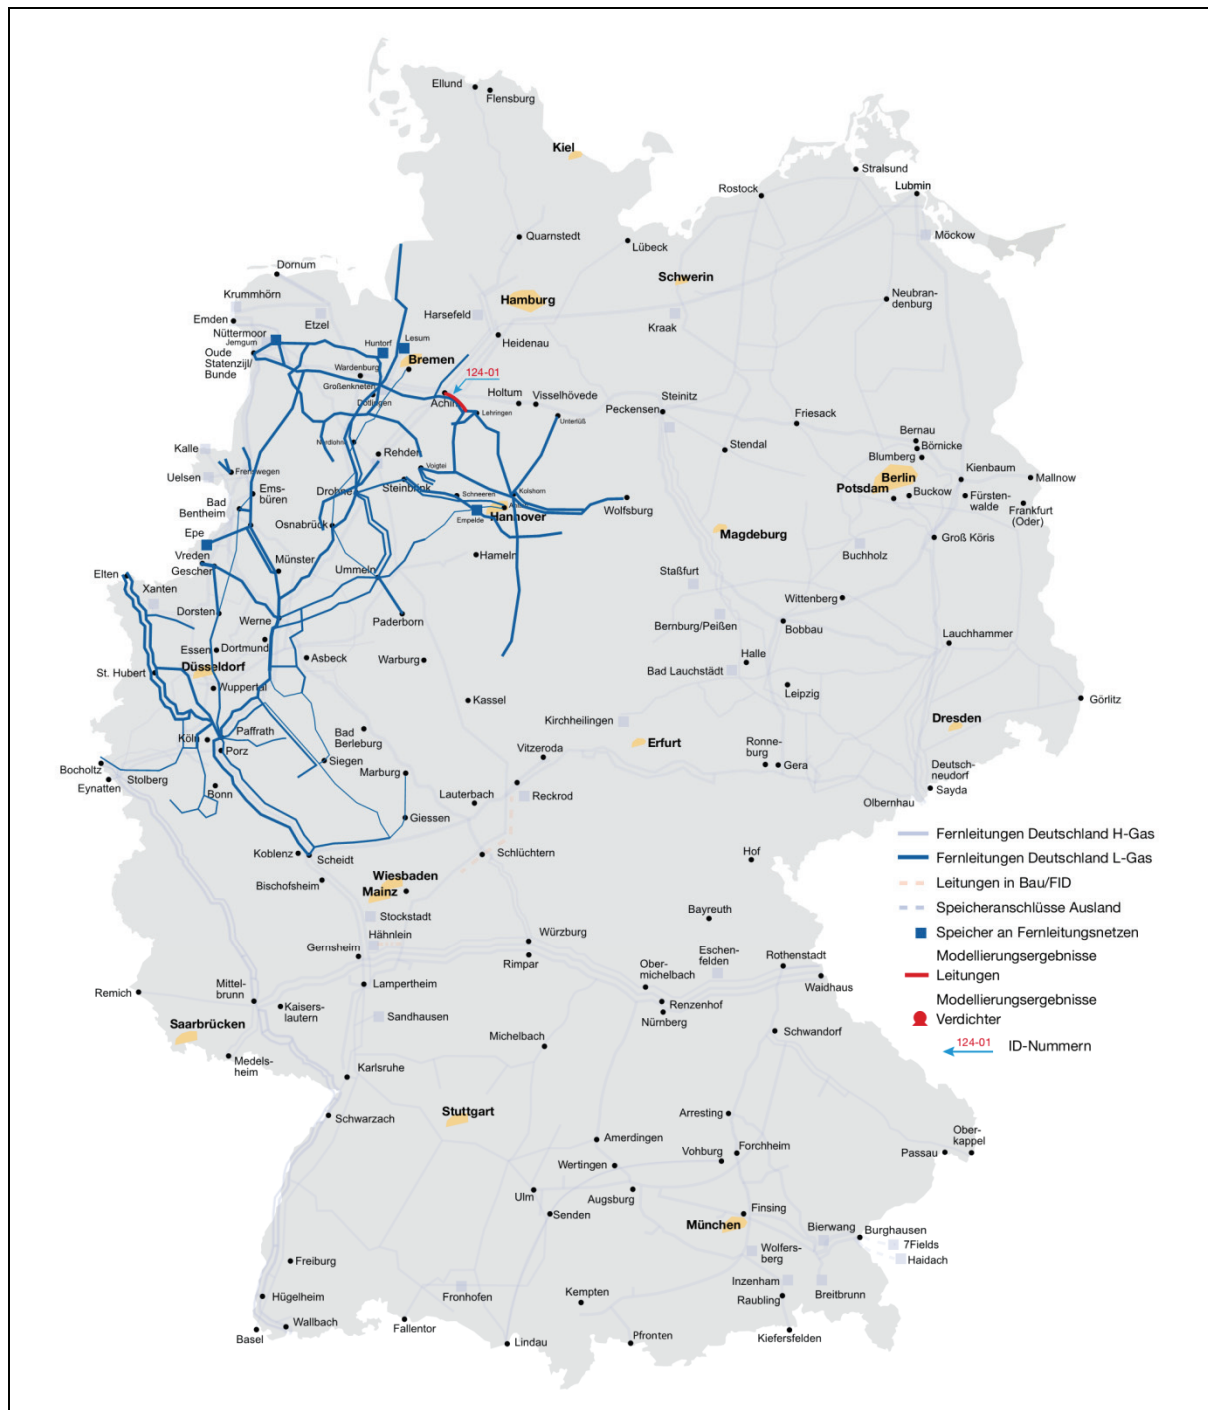 Ellund
Flensburg
Kiel
Stralsund
Rostock
Lubmin
Quarnstedt
Lübeck
Möckow
Dornum
Schwerin
Krummhörn
Hamburg
Neubran-
denburg
Emden
Etzel
Harsefeld
Kraak
Nüttermoor
Jemgum
Huntorf
Lesum
Heidenau
Oude
Statenzijl/
Bunde
Bremen
Wardenburg
124-01
Großenkneten
Dötlingen
Achim
Holtum
Visselhövede
Steinitz
Peckensen
Lehringen
Unterlüß
Friesack
Bernau
Börnicke
Blumberg
Kalle
Rehden
Stendal
Voigtei
Uelsen
Frenswegen
Kienbaum
Mallnow
Berlin
Ems-
büren
Drohne
Steinbrink
Schneeren
Kolshorn
Potsdam
Buckow
Fürsten-
walde
Frankfurt
(Oder)
Bad
Bentheim
Wolfsburg
Osnabrück
Empelde
Hannover
Magdeburg
Groß Köris
Epe
Vreden
Gescher
Münster
Ummeln
Hameln
Buchholz
Elten
Xanten
Staßfurt
Dorsten
Werne
Paderborn
Wittenberg
Bernburg/Peißen
Bobbau
Essen
Dortmund
Lauchhammer
Düsseldorf
Asbeck
Warburg
Halle
St. Hubert
Bad Lauchstädt
Wuppertal
Leipzig
Kassel
Görlitz
Kirchheilingen
Dresden
Paffrath
Bad
Berleburg
Köln
Porz
Vitzeroda
Erfurt
Ronne-
burg
Siegen
Bocholtz
Eynatten
Stolberg
Marburg
Gera
Deutsch-
neudorf
Sayda
Bonn
Reckrod
Lauterbach
Olbernhau
Giessen
Fernleitungen Deutschland H-Gas
Koblenz
Scheidt
Schlüchtern
Hof
Fernleitungen Deutschland L-Gas
Wiesbaden
Bischofsheim
Mainz
Leitungen in Bau/FID
Stockstadt
Bayreuth
Speicheranschlüsse Ausland
Hähnlein
Würzburg
Speicher an Fernleitungsnetzen
Gernsheim
Eschen-
felden
Rothenstadt
Modellierungsergebnisse
Leitungen
Rimpar
Ober-
michelbach
Mittel-
brunn
Lampertheim
Waidhaus
Remich
Kaisers-
lautern
Renzenhof
Modellierungsergebnisse
Verdichter
Saarbrücken
Sandhausen
Nürnberg
Michelbach
Schwandorf
124-01
ID-Nummern
Medels-
heim
Karlsruhe
Stuttgart
Schwarzach
Arresting
Ober-
kappel
Amerdingen
Vohburg
Forchheim
Passau
Wertingen
Ulm
Augsburg
Senden
Finsing
München
Bierwang
Burghausen
7Fields
Haidach
Wolfers-
berg
Freiburg
Inzenham
Hügelheim
Fronhofen
Kempten
Raubling
Breitbrunn
Wallbach
Fallentor
Basel
Lindau
Pfronten
Kiefersfelden